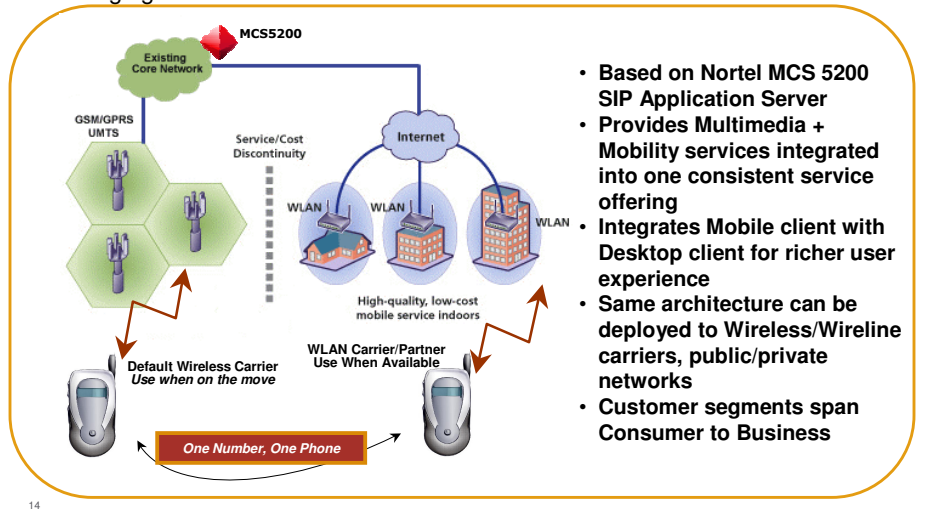 MCS5200
Existing
Core Network
GSM/GPRS
UMTS
Service/Cost
Discontinuity
Internet
WLAN
WLAN
WLAN
High-quality, low-cost
mobile service indoors
Default Wireless Carrier
Use when on the move
WLAN Carrier/Partner
Use When Available
One Number, One Phone
• Based on Nortel MCS 5200
SIP Application Server
• Provides Multimedia +
Mobility services integrated
into one consistent service
offering
• Integrates Mobile client with
Desktop client for richer user
experience
• Same architecture can be
deployed to Wireless/Wireline
carriers, public/private
networks
• Customer segments span
Consumer to Business
14